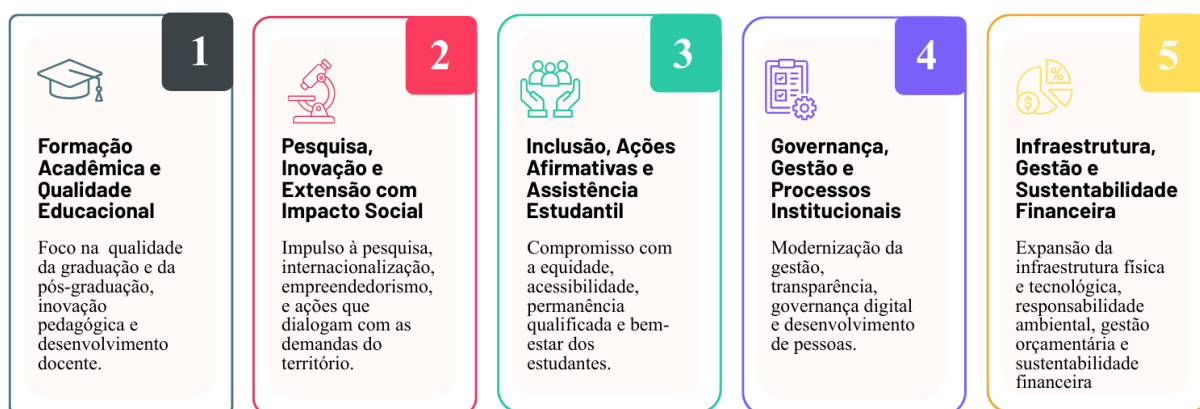 1
Formação
Acadêmica e
Qualidade
Educacional
Foco na qualidade
da graduação e da
pós-graduação,
inovação
pedagógica e
desenvolvimento
docente.
2
Pesquisa,
Inovação e
Extensão com
Impacto Social
Impulso à pesquisa,
internacionalização,
empreendedorismo,
e ações que
dialogam com as
demandas do
território.
3
Inclusão, Ações
Afirmativas e
Assistência
Estudantil
Compromisso com
a equidade,
acessibilidade,
permanência
qualificada e bem-
estar dos
estudantes.
4
Governança,
Gestão e
Processos
Institucionais
Modernização da
gestão,
transparência,
governança digital
e desenvolvimento
de pessoas.
5
%
$
Infraestrutura,
Gestão e
Sustentabilidade
Financeira
Expansão da
infraestrutura física
e tecnológica,
responsabilidade
ambiental, gestão
orçamentária e
sustentabilidade
financeira